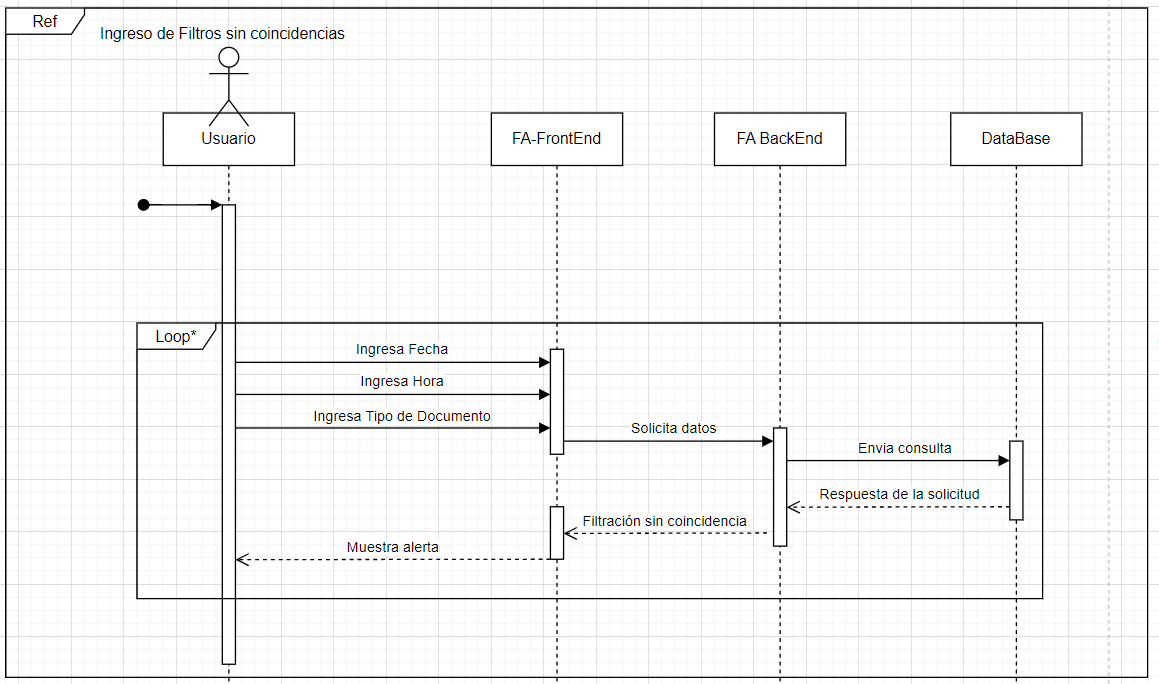 Ref
Ingreso de Filtros sin coincidencias
Usuario
FA-FrontEnd
FA BackEnd
DataBase
Loop*
Ingresa Fecha
Ingresa Hora
Ingresa Tipo de Documento
Solicita datos
Envia consulta
Respuesta de la solicitud
Filtración sin coincidencia
Muestra alerta